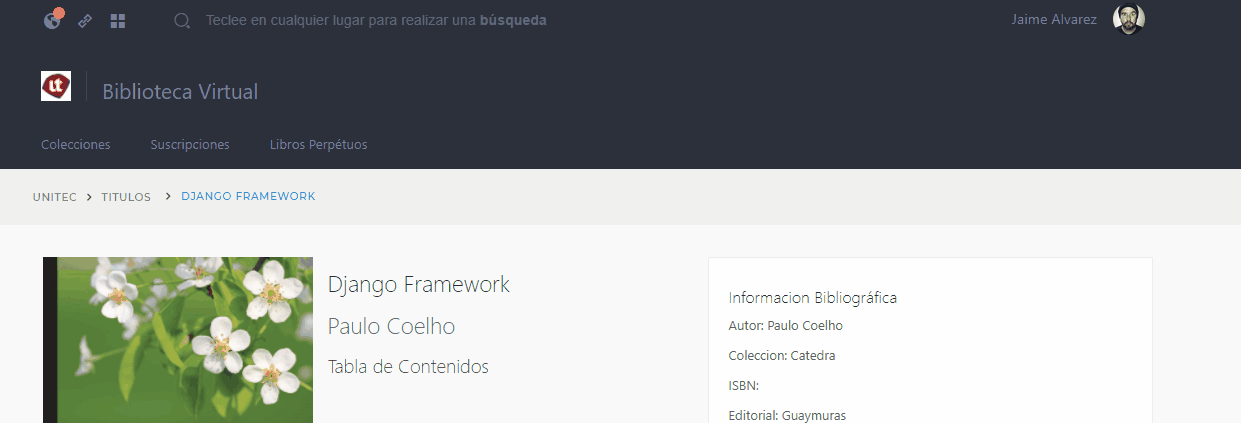 Teclee en cualquier lugar para realizar una búsqueda
Jaime Alvarez
Biblioteca Virtual
Colecciones Suscripciones Libros Perpétuos
UNITEC > TITULOS > DJANGO FRAMEWORK
Django Framework
Paulo Coelho
Tabla de Contenidos
Informacion Bibliográfica
Autor: Paulo Coelho
Coleccion: Catedra
ISBN:
Editorial: Guaymuras